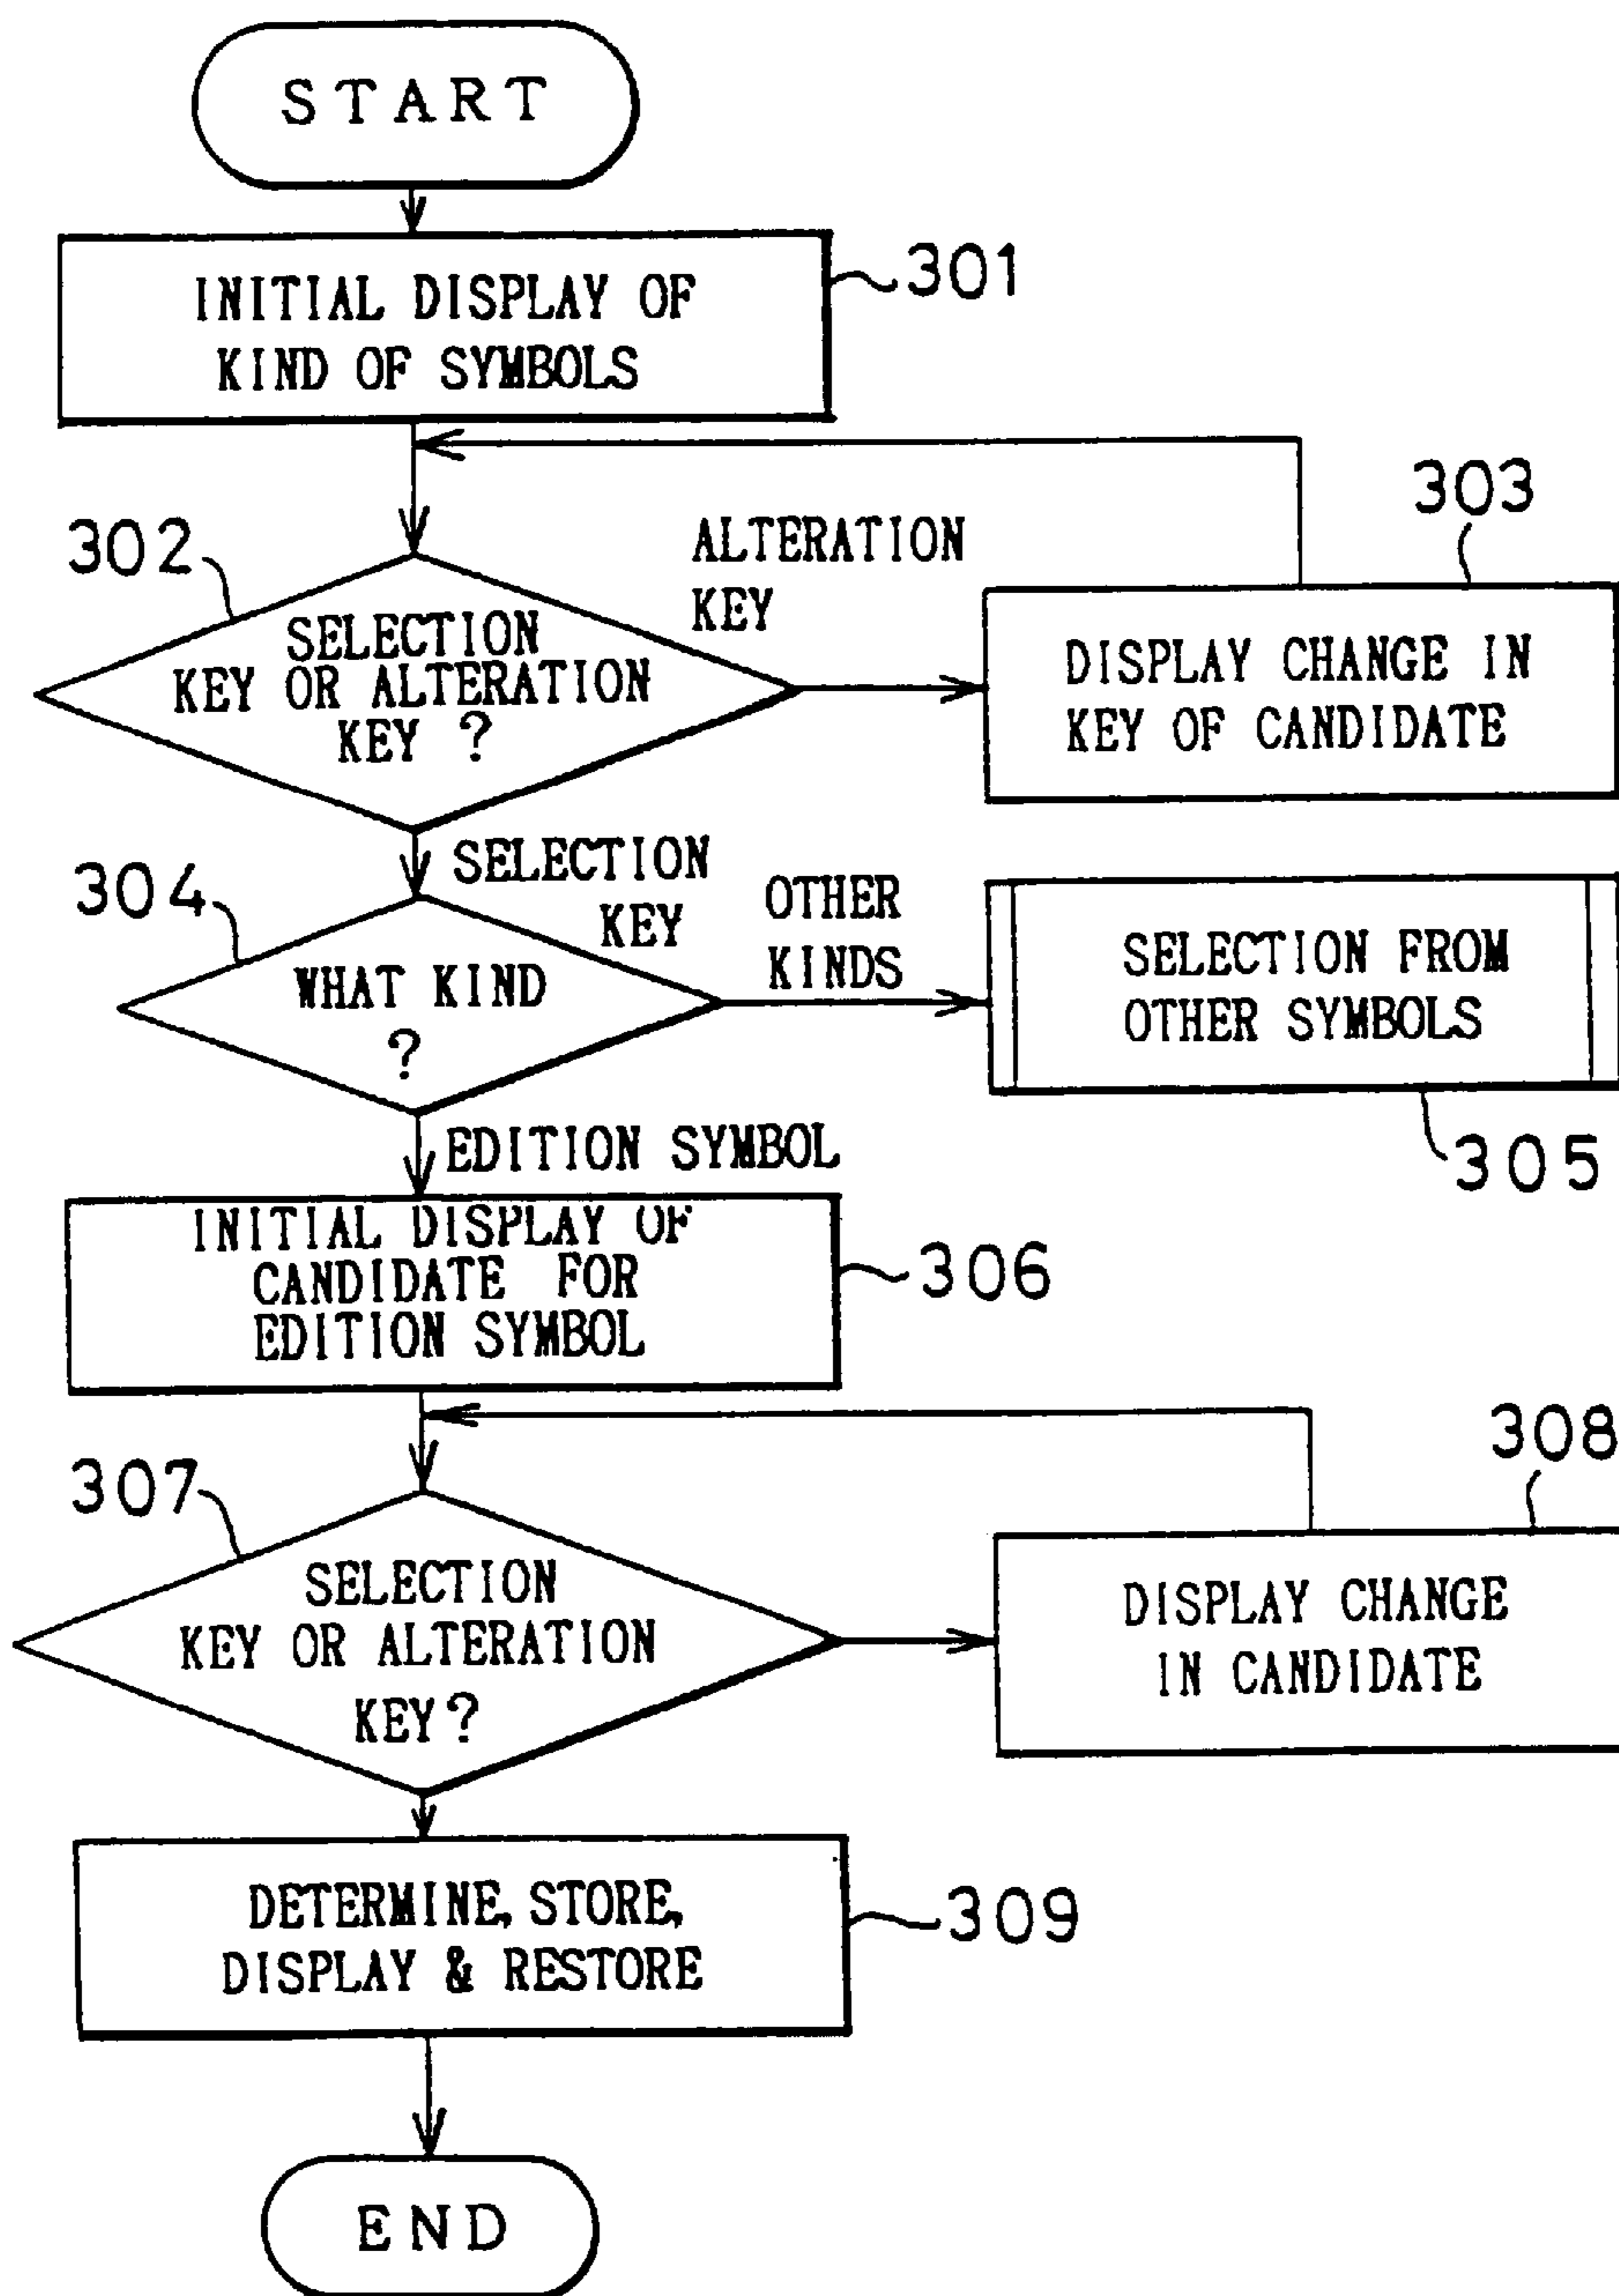 START
INITIAL DISPLAY OF
KIND OF SYMBOLS
301
302
SELECTION
KEY OR ALTERATION
KEY ?
ALTERATION
KEY
303
DISPLAY CHANGE IN
KEY OF CANDIDATE
SELECTION
KEY
304
WHAT KIND
?
OTHER
KINDS
SELECTION FROM
OTHER SYMBOLS
305
EDITION SYMBOL
INITIAL DISPLAY OF
CANDIDATE FOR
EDITION SYMBOL
306
307
SELECTION
KEY OR ALTERATION
KEY?
308
DISPLAY CHANGE
IN CANDIDATE
DETERMINE, STORE,
DISPLAY & RESTORE
309
END